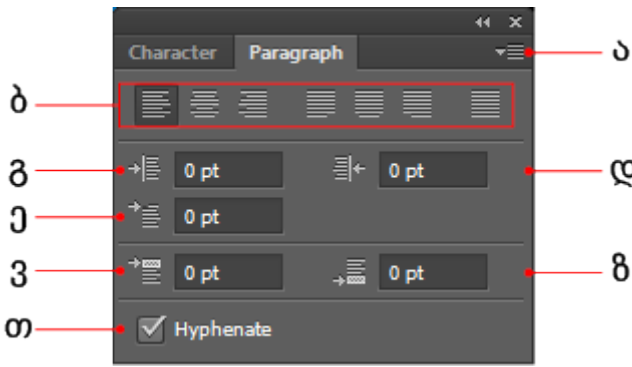 Character Paragraph ა
ბ
გ 0 pt 0 pt დ
ე 0 pt
ვ 0 pt 0 pt ზ
თ Hyphenate